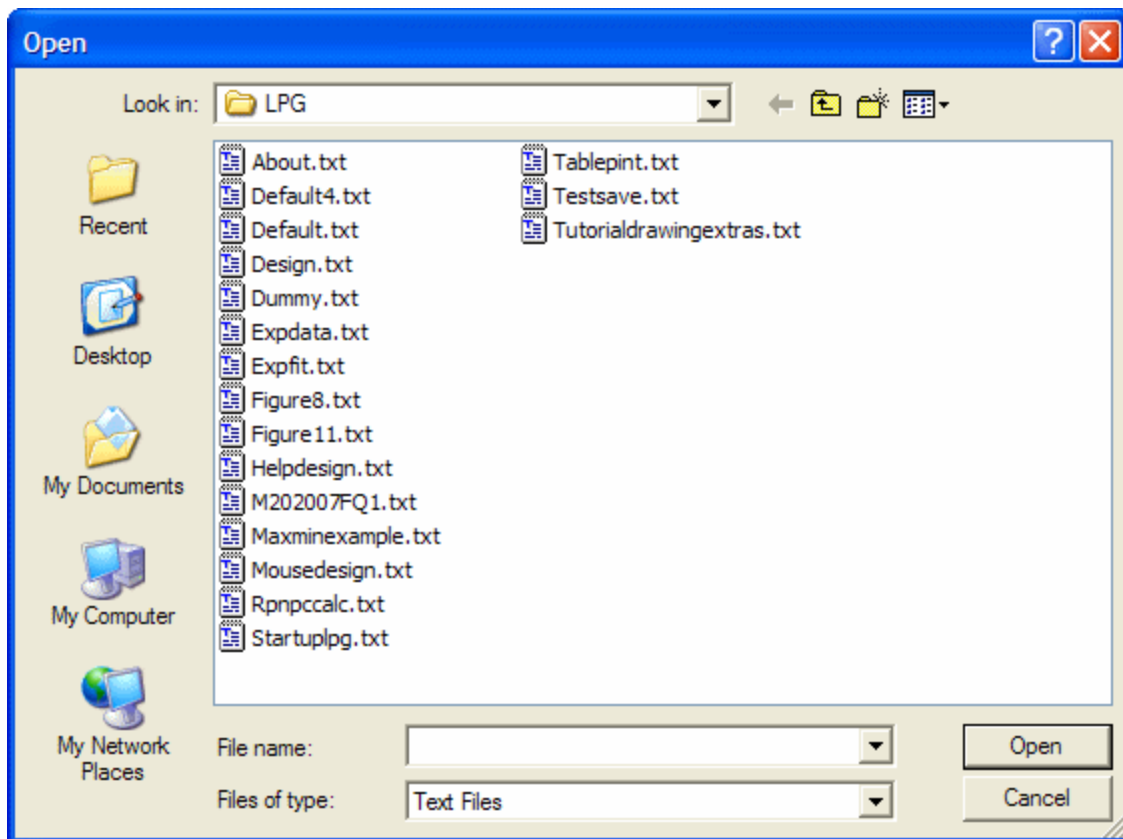 Open
Look in:
LPG
Recent
Desktop
My Documents
My Computer
My Network
Places
About.txt
Default4.txt
Default.txt
Design.txt
Dummy.txt
Expdata.txt
Expfit.txt
Figure8.txt
Figure11.txt
Helpdesign.txt
M202007FQ1.txt
Maxminexample.txt
Mousedesign.txt
Rpnpccalc.txt
Startuplpg.txt
Tablepint.txt
Testsave.txt
Tutorialdrawingextras.txt
File name:
Open
Files of type:
Text Files
Cancel